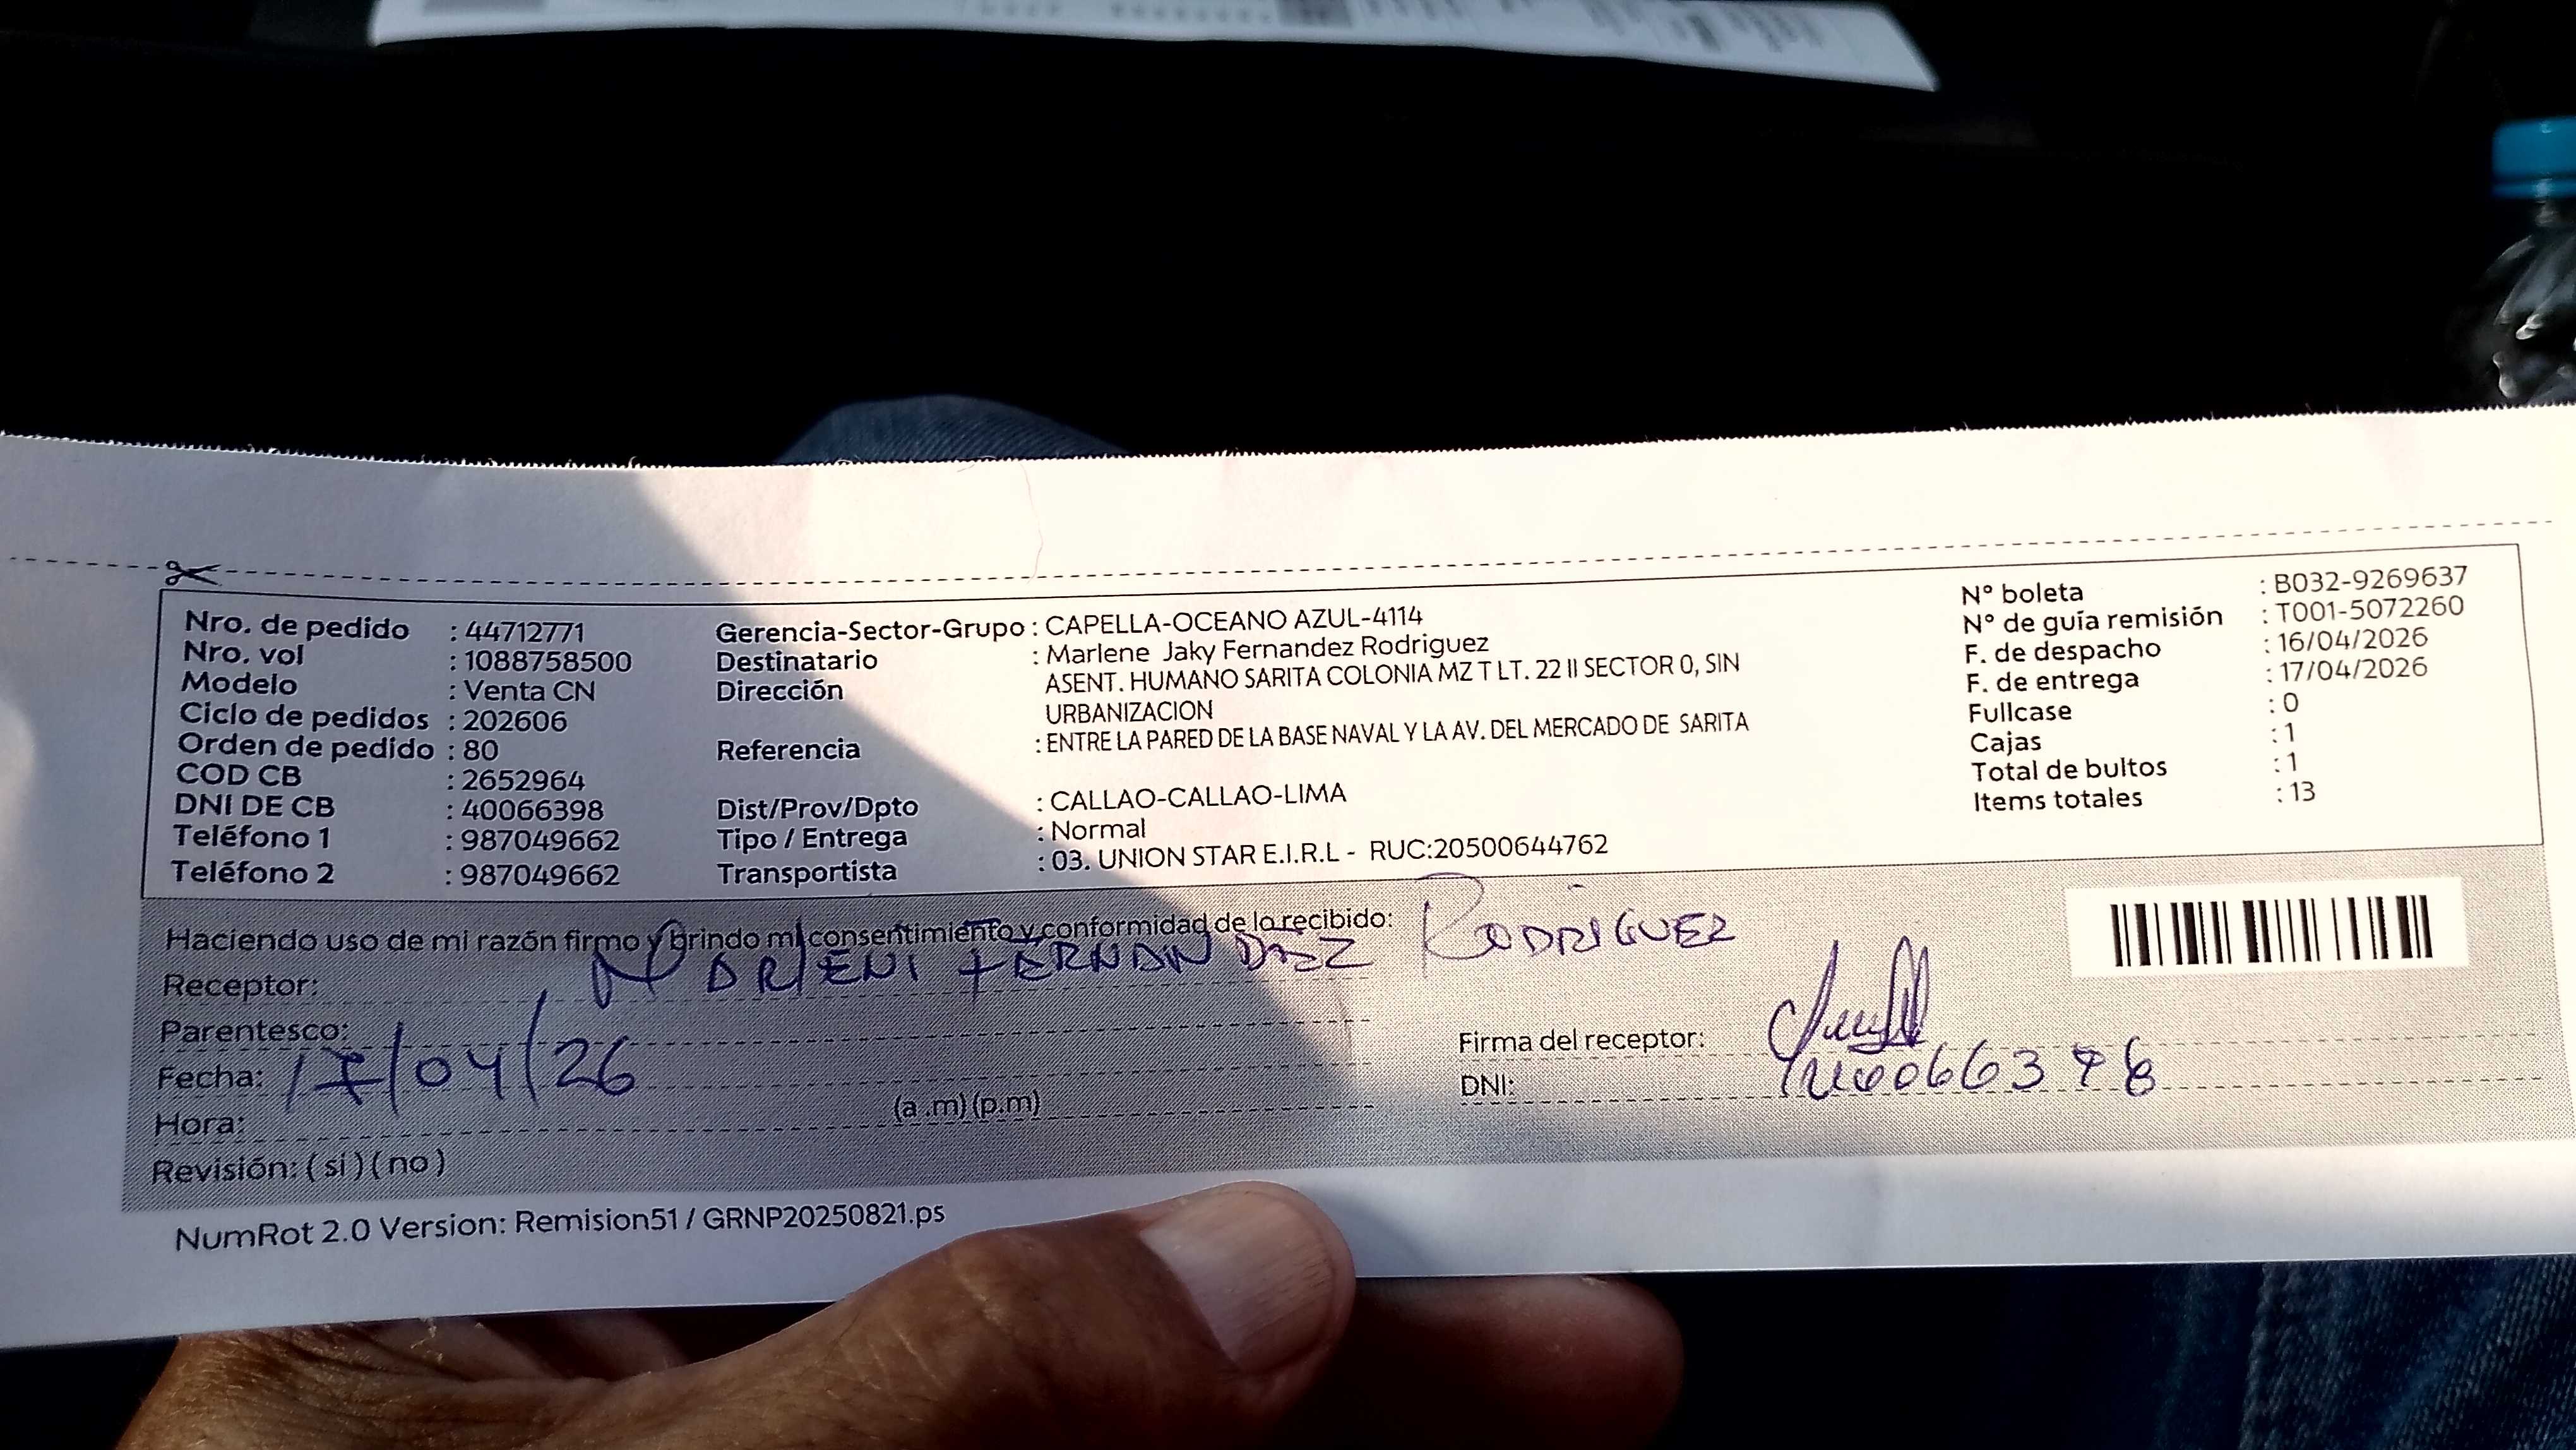 Nro. de pedido : 44712771
Nro. vol : 1088758500
Modelo : Venta CN
Ciclo de pedidos : 202606
Orden de pedido : 80
COD CB : 2652964
DNI DE CB : 40066398
Teléfono 1 : 987049662
Teléfono 2 : 987049662
Gerencia-Sector-Grupo : CAPELLA-OCEANO AZUL-4114
Destinatario : Marlene Jaky Fernandez Rodriguez
Dirección ASENT. HUMANO SARITA COLONIA MZ T LT. 22 II SECTOR 0, SIN
URBANIZACION
Referencia : ENTRE LA PARED DE LA BASE NAVAL Y LA AV. DEL MERCADO DE SARITA
Dist/Prov/Dpto : CALLAO-CALLAO-LIMA
Tipo / Entrega : Normal
Transportista : 03. UNION STAR E.I.R.L - RUC:20500644762
N° boleta : B032-9269637
N° de guía remisión : T001-5072260
F. de despacho : 16/04/2026
F. de entrega : 17/04/2026
Fullcase : 0
Cajas : 1
Total de bultos : 1
Items totales : 13
Haciendo uso de mi razón firmo y brindo mi consentimiento y conformidad de lo recibido:
Receptor: RODRIGUEZ
Parentesco:
Fecha: 17/04/26
Hora: (a .m) (p.m)
Revisión: (si) (no)
Firma del receptor:
DNI:
NumRot 2.0 Version: Remision51 / GRNP20250821.ps